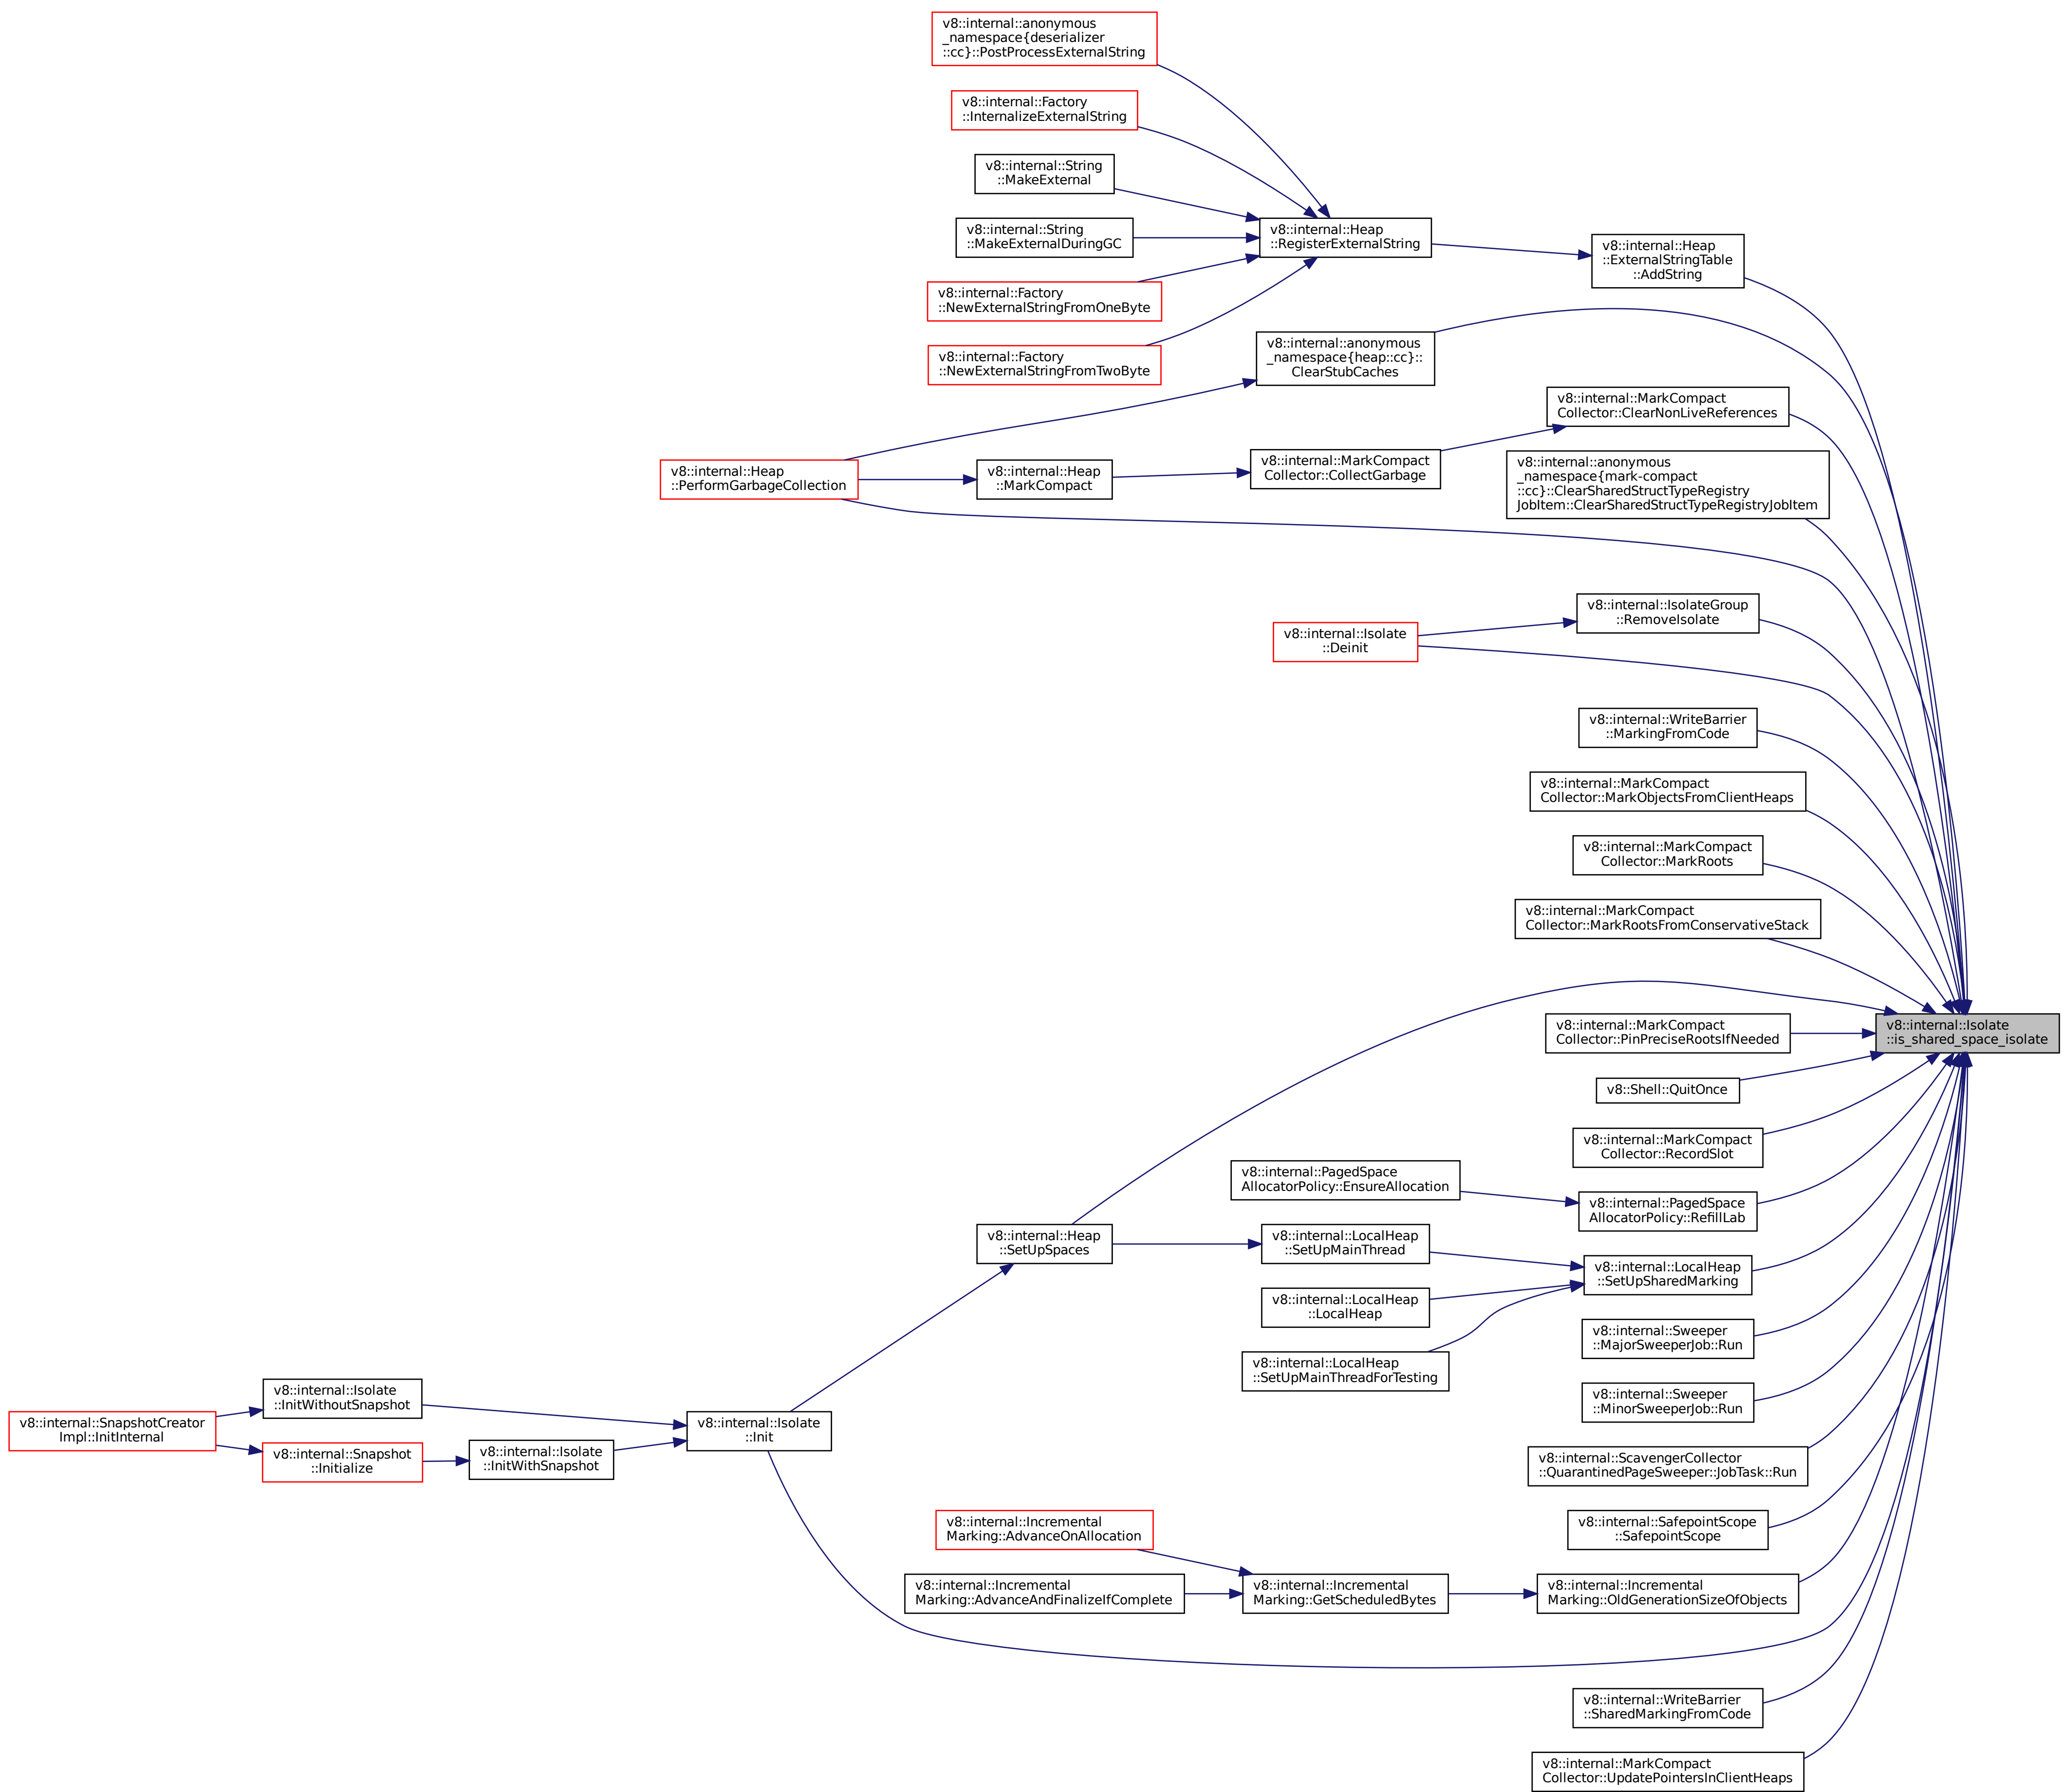 v8::internal::anonymous
_namespace{deserializer
::cc}::PostProcessExternalString
v8::internal::Factory
::InternalizeExternalString
v8::internal::String
::MakeExternal
v8::internal::String
::MakeExternalDuringGC
v8::internal::Factory
::NewExternalStringFromOneByte
v8::internal::Factory
::NewExternalStringFromTwoByte
v8::internal::Heap
::RegisterExternalString
v8::internal::Heap
::ExternalStringTable
::AddString
v8::internal::anonymous
_namespace{heap::cc}::
ClearStubCaches
v8::internal::MarkCompact
Collector::ClearNonLiveReferences
v8::internal::Heap
::PerformGarbageCollection
v8::internal::Heap
::MarkCompact
v8::internal::MarkCompact
Collector::CollectGarbage
v8::internal::anonymous
_namespace{mark-compact
::cc}::ClearSharedStructTypeRegistry
JobItem::ClearSharedStructTypeRegistryJobItem
v8::internal::IsolateGroup
::RemoveIsolate
v8::internal::Isolate
::Deinit
v8::internal::WriteBarrier
::MarkingFromCode
v8::internal::MarkCompact
Collector::MarkObjectsFromClientHeaps
v8::internal::MarkCompact
Collector::MarkRoots
v8::internal::MarkCompact
Collector::MarkRootsFromConservativeStack
v8::internal::Isolate
::is_shared_space_isolate
v8::internal::MarkCompact
Collector::PinPreciseRootsIfNeeded
v8::Shell::QuitOnce
v8::internal::MarkCompact
Collector::RecordSlot
v8::internal::PagedSpace
AllocatorPolicy::EnsureAllocation
v8::internal::PagedSpace
AllocatorPolicy::RefillLab
v8::internal::Heap
::SetUpSpaces
v8::internal::LocalHeap
::SetUpMainThread
v8::internal::LocalHeap
::SetUpSharedMarking
v8::internal::LocalHeap
::LocalHeap
v8::internal::LocalHeap
::SetUpMainThreadForTesting
v8::internal::Sweeper
::MajorSweeperJob::Run
v8::internal::Sweeper
::MinorSweeperJob::Run
v8::internal::Isolate
::InitWithoutSnapshot
v8::internal::SnapshotCreator
Impl::InitInternal
v8::internal::Snapshot
::Initialize
v8::internal::Isolate
::InitWithSnapshot
v8::internal::Isolate
::Init
v8::internal::ScavengerCollector
::QuarantinedPageSweeper::JobTask::Run
v8::internal::SafepointScope
::SafepointScope
v8::internal::Incremental
Marking::AdvanceOnAllocation
v8::internal::Incremental
Marking::AdvanceAndFinalizeIfComplete
v8::internal::Incremental
Marking::GetScheduledBytes
v8::internal::Incremental
Marking::OldGenerationSizeOfObjects
v8::internal::WriteBarrier
::SharedMarkingFromCode
v8::internal::MarkCompact
Collector::UpdatePointersInClientHeaps